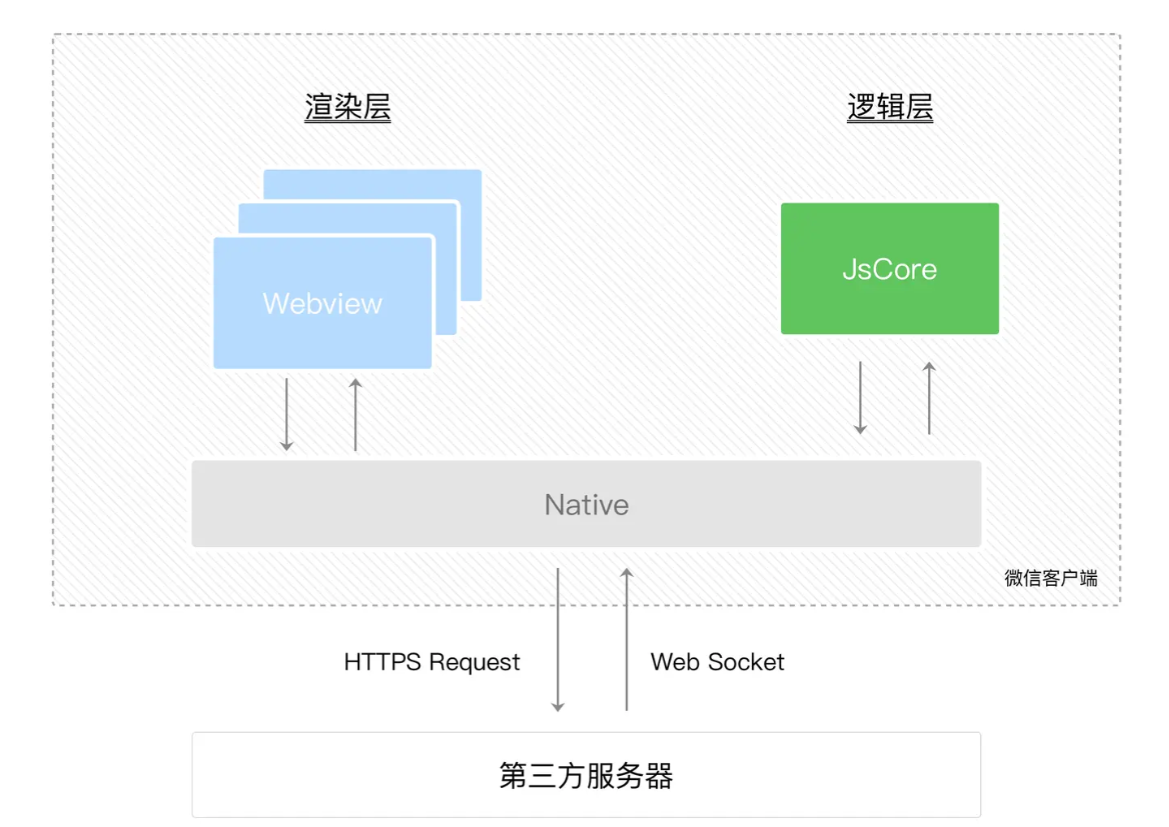 渲染层
逻辑层
Webview
JsCore
Native
微信客户端
HTTPS Request
Web Socket
第三方服务器